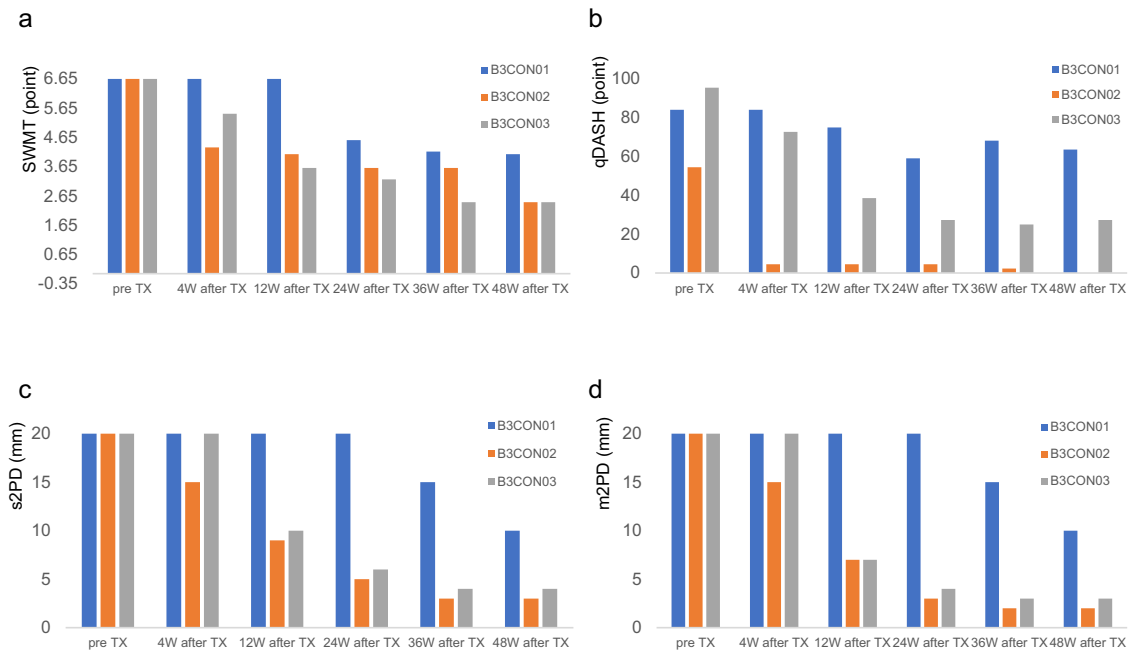 a
SWMT (point)
6.65
5.65
4.65
3.65
2.65
1.65
0.65
-0.35
pre TX 4W after TX 12W after TX 24W after TX 36W after TX 48W after TX
B3CON01
B3CON02
B3CON03
b
qDASH (point)
100
80
60
40
20
0
pre TX 4W after TX 12W after TX 24W after TX 36W after TX 48W after TX
B3CON01
B3CON02
B3CON03
c
s2PD (mm)
20
15
10
5
0
pre TX 4W after TX 12W after TX 24W after TX 36W after TX 48W after TX
B3CON01
B3CON02
B3CON03
d
m2PD (mm)
20
15
10
5
0
pre TX 4W after TX 12W after TX 24W after TX 36W after TX 48W after TX
B3CON01
B3CON02
B3CON03